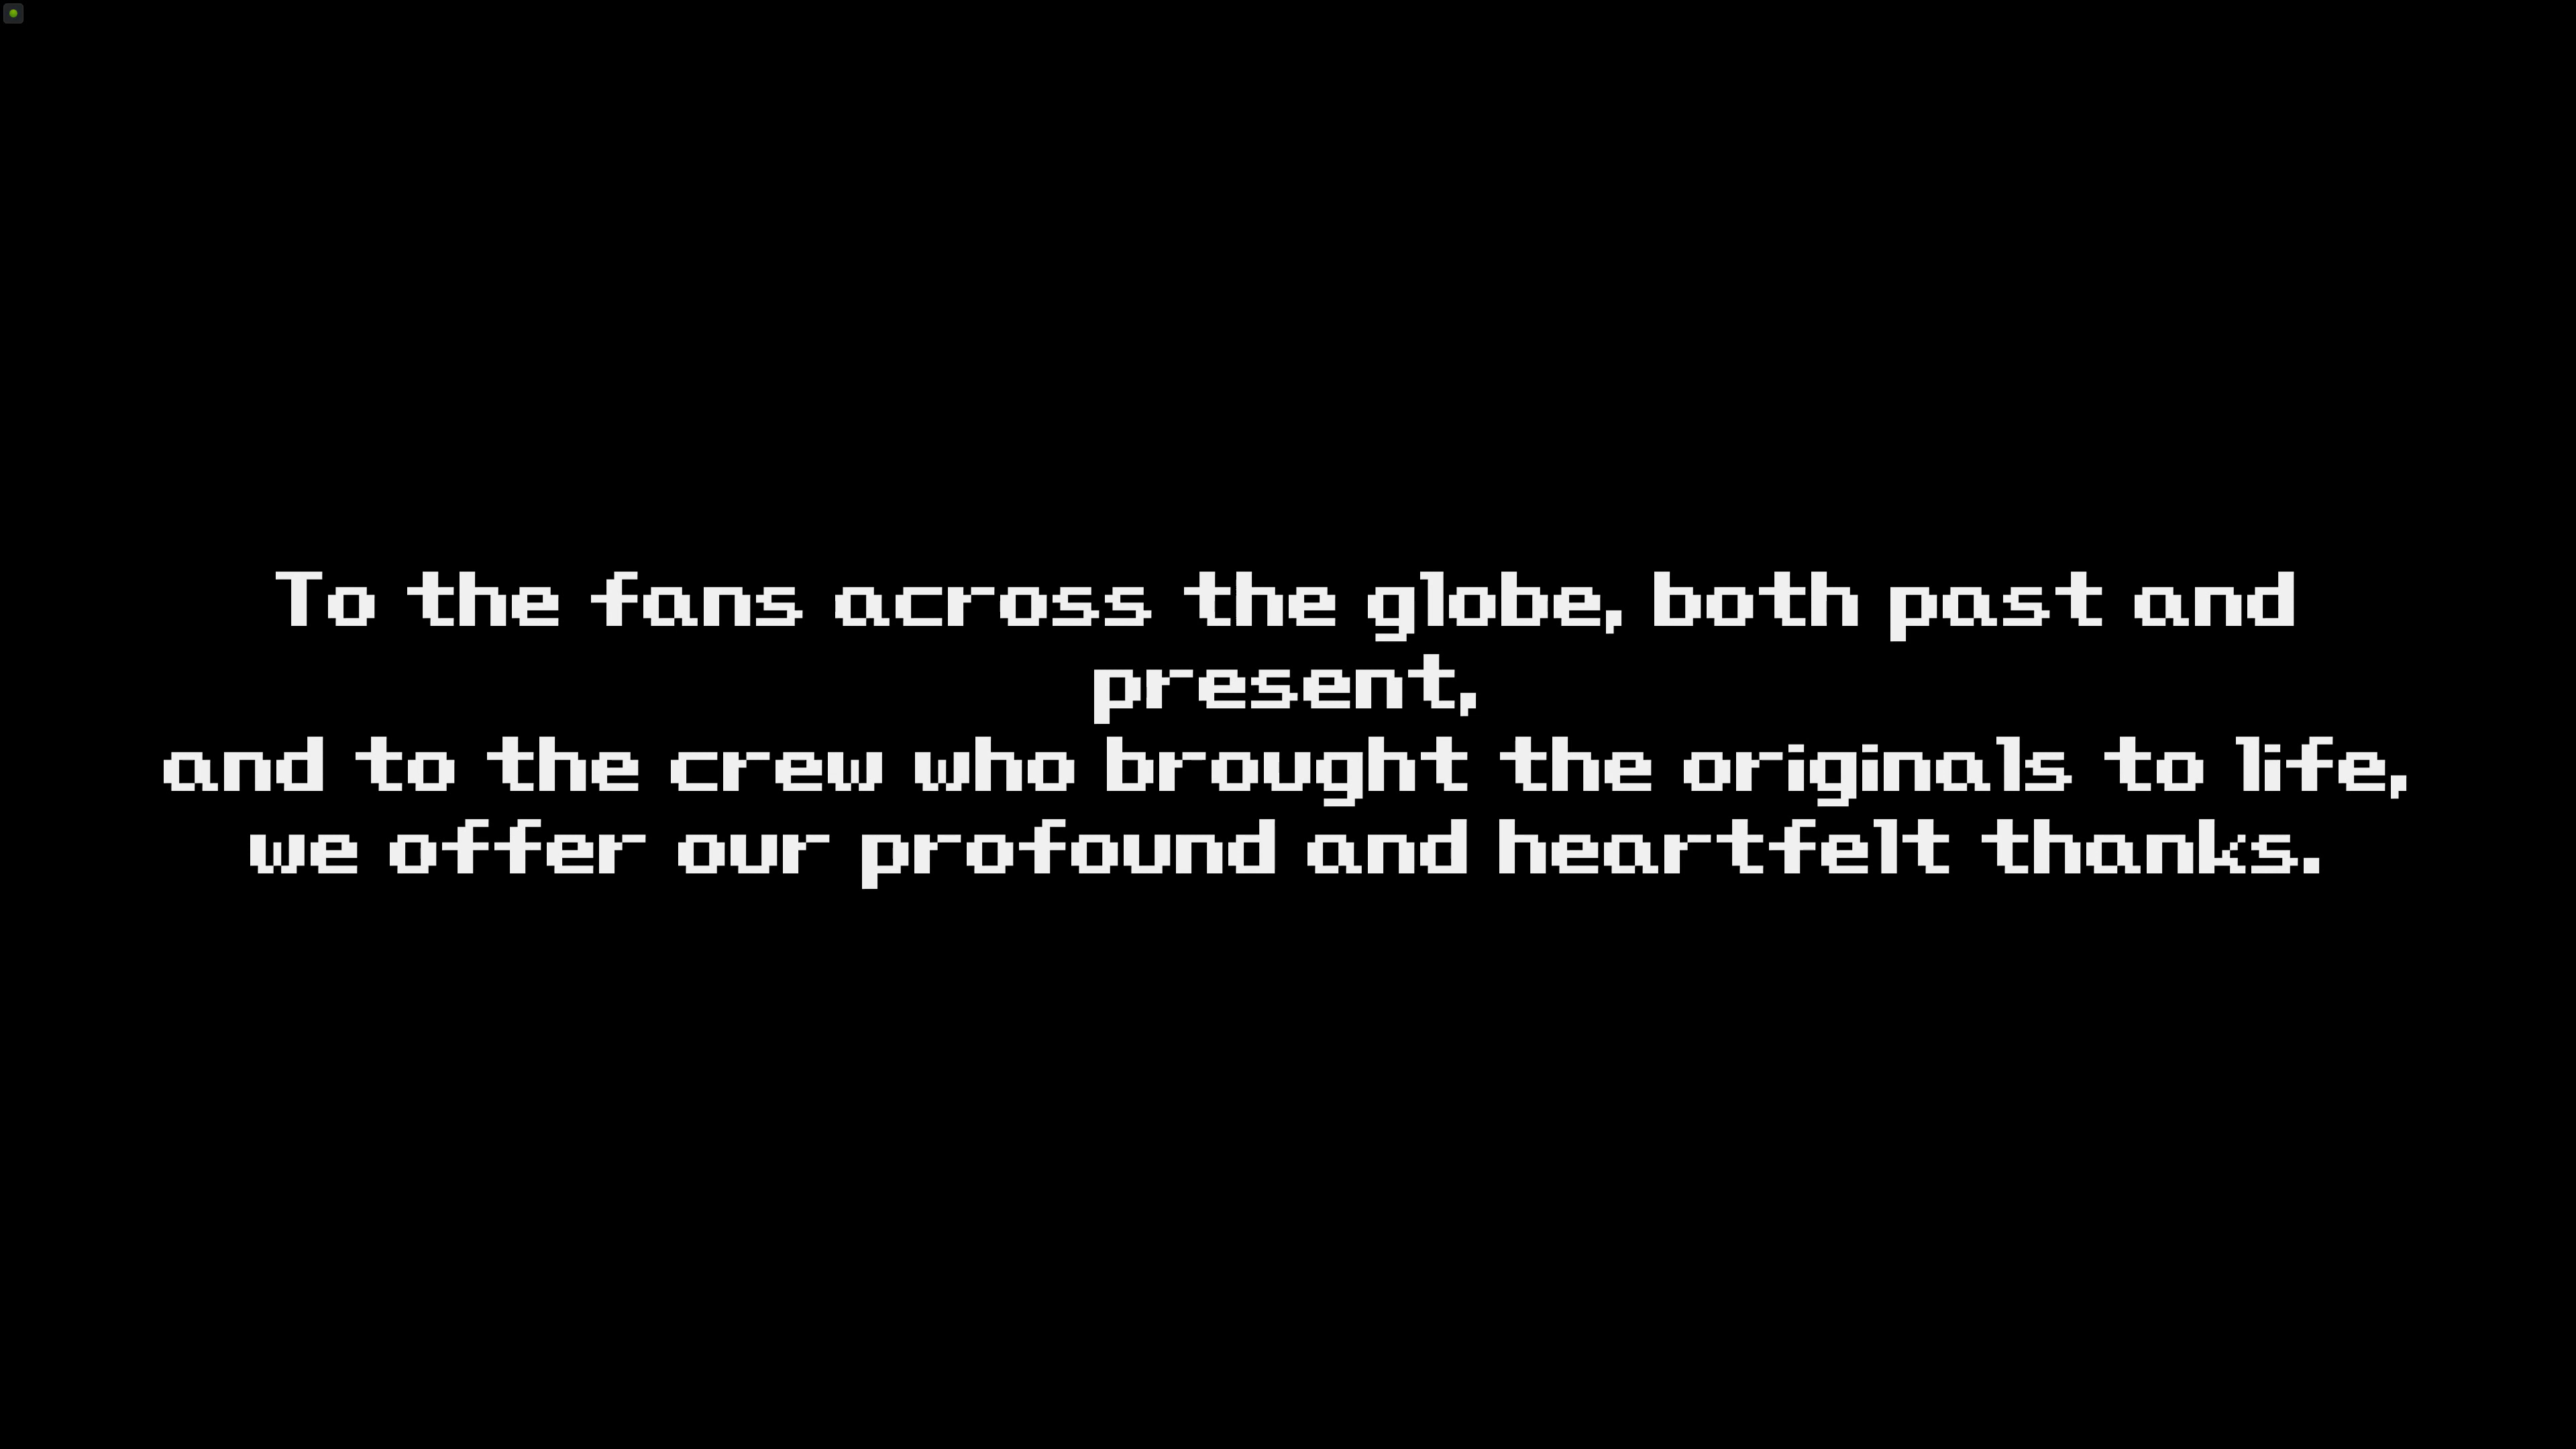 To the fans across the globe, both past and
present,
and to the crew who brought the originals to life,
we offer our profound and heartfelt thanks.